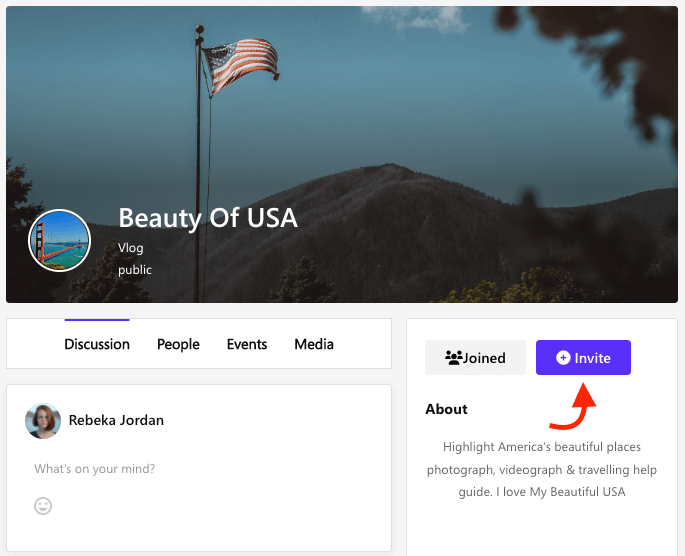 Beauty Of USA
Vlog
public
Discussion People Events Media
Rebeka Jordan
What's on your mind?
Joined Invite
About
Highlight America's beautiful places
photograph, videograph & travelling help
guide. I love My Beautiful USA